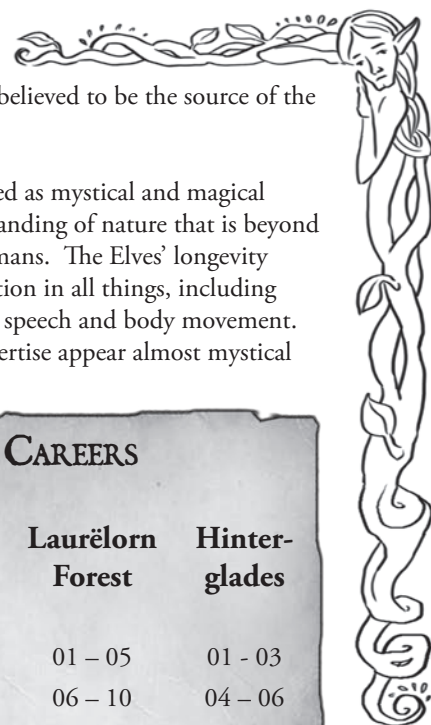 believed to be the source of the
ed as mystical and magical
anding of nature that is beyond
mans. The Elves' longevity
tion in all things, including
speech and body movement.
ertise appear almost mystical
CAREERS
Laurëlorn Hinter-
Forest glades
01 – 05 01 - 03
06 – 10 04 – 06